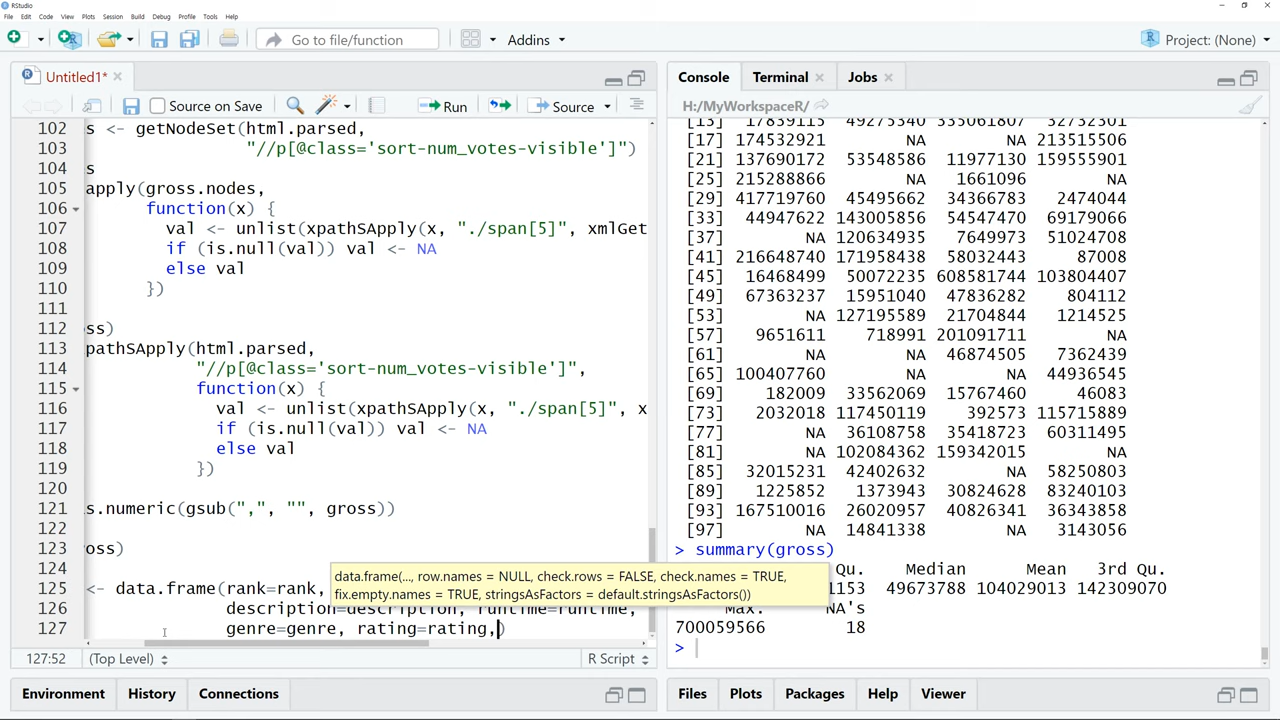 RStudio
File Edit Code View Plots Session Build Debug Profile Tools Help
Go to file/function
Addins
Project: (None)
Untitled1*
Source on Save
Run
Source
102 s <- getNodeSet(html.parsed,
103 "//p[@class='sort-num_votes-visible']")
104 s
105 apply(gross.nodes,
106 function(x) {
107 val <- unlist(xpathSApply(x, "./span[5]", xmlGet
108 if (is.null(val)) val <- NA
109 else val
110 })
111
112 oss)
113 pathSApply(html.parsed,
114 "//p[@class='sort-num_votes-visible']",
115 function(x) {
116 val <- unlist(xpathSApply(x, "./span[5]", x
117 if (is.null(val)) val <- NA
118 else val
119 })
120
121 s.numeric(gsub(",", "", gross))
122
123 oss)
124
125 <- data.frame(rank=rank,
126 description=description, runtime=runtime,
127 genre=genre, rating=rating,)
data.frame(..., row.names = NULL, check.rows = FALSE, check.names = TRUE,
fix.empty.names = TRUE, stringsAsFactors = default.stringsAsFactors())
127:52 (Top Level) R Script
Environment History Connections
Console Terminal Jobs
H:/MyWorkspaceR/
[13] 17839115 49275340 335061807 32732301
[17] 174532921 NA NA 213515506
[21] 137690172 53548586 11977130 159555901
[25] 215288866 NA 1661096 NA
[29] 417719760 45495662 34366783 2474044
[33] 44947622 143005856 54547470 69179066
[37] NA 120634935 7649973 51024708
[41] 216648740 171958438 58032443 87008
[45] 16468499 50072235 608581744 103804407
[49] 67363237 15951040 47836282 804112
[53] NA 127195589 21704844 1214525
[57] 9651611 718991 201091711 NA
[61] NA NA 46874505 7362439
[65] 100407760 NA NA 44936545
[69] 182009 33562069 15767460 46083
[73] 2032018 117450119 392573 115715889
[77] NA 36108758 35418723 60311495
[81] NA 102084362 159342015 NA
[85] 32015231 42402632 NA 58250803
[89] 1225852 1373943 30824628 83240103
[93] 167510016 26020957 40826341 36343858
[97] NA 14841338 NA 3143056
> summary(gross)
Qu. Median Mean 3rd Qu.
1153 49673788 104029013 142309070
Max. NA's
700059566 18
>
Files Plots Packages Help Viewer